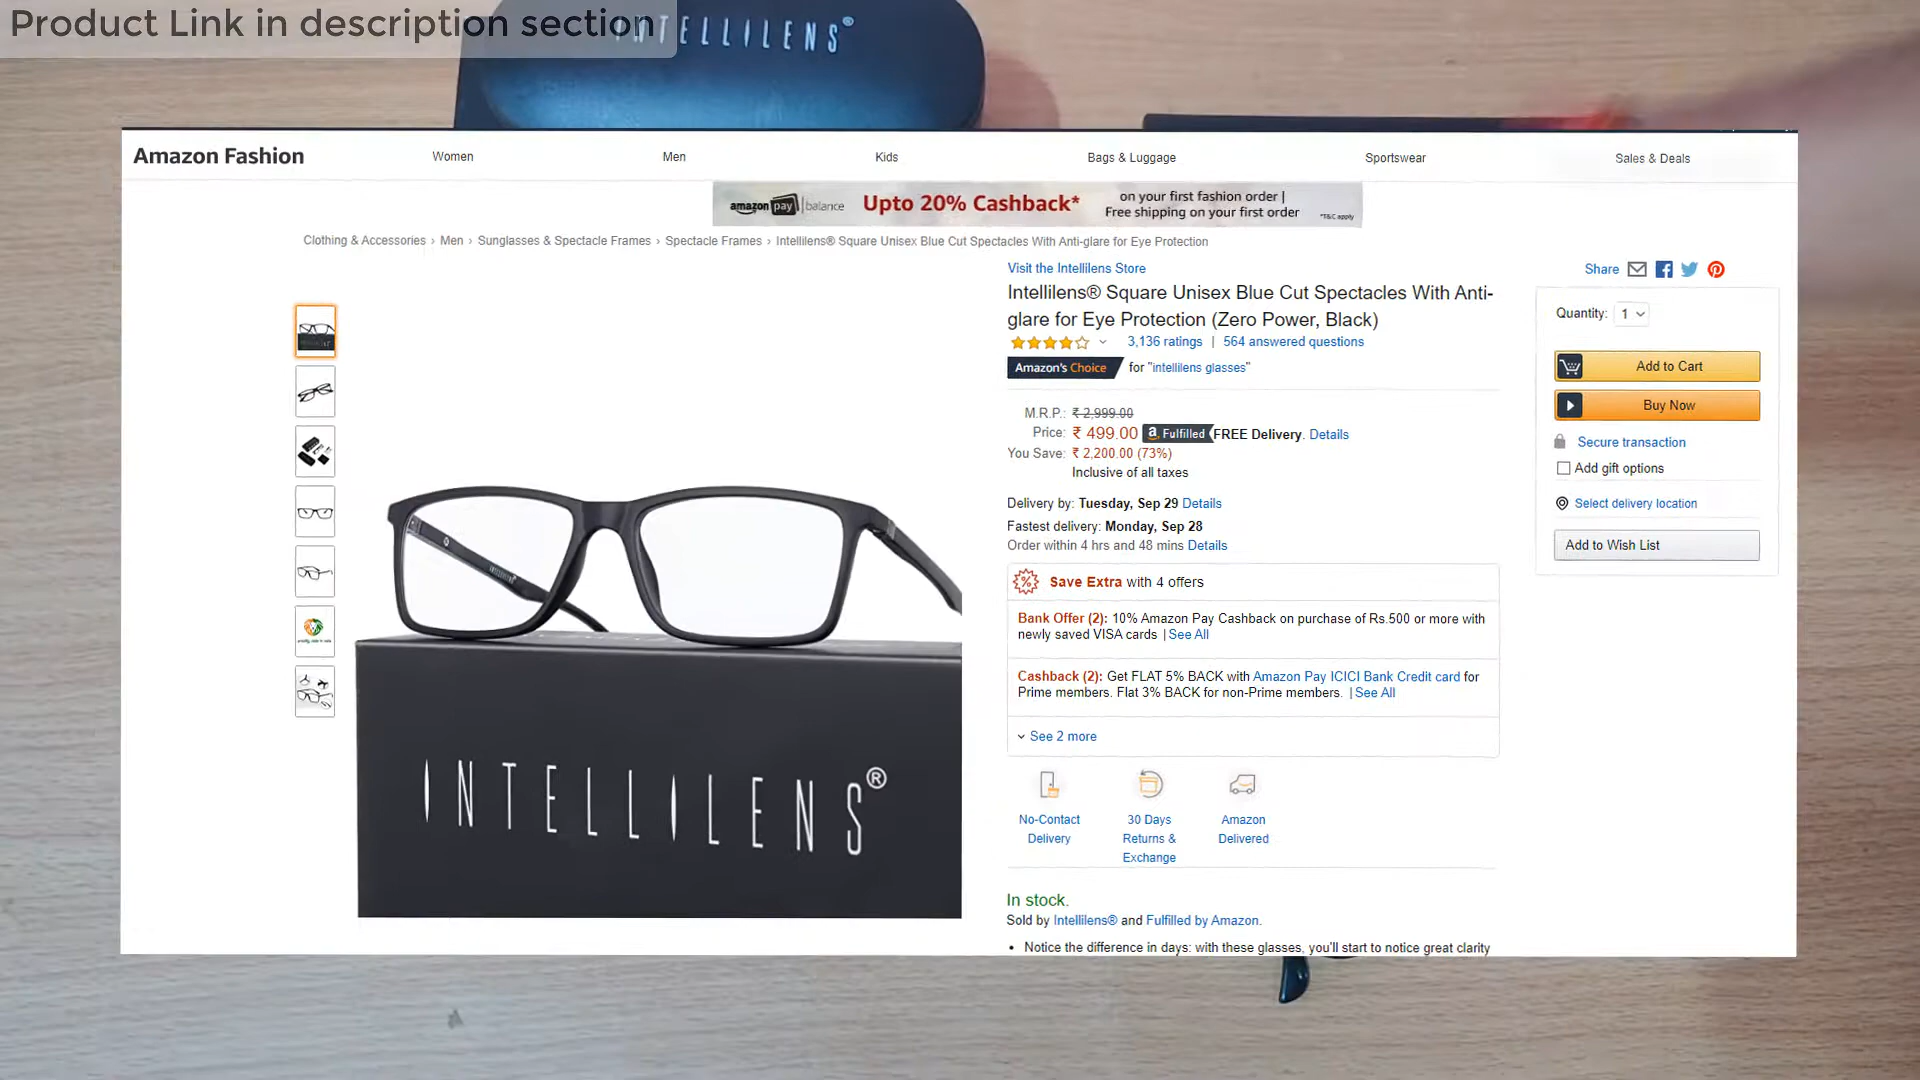 Product Link in description section
INTELLILENS®
Amazon Fashion
Women
Men
Kids
Bags & Luggage
Sportswear
Sales & Deals
amazon pay balance
Upto 20% Cashback*
on your first fashion order |
Free shipping on your first order
*T&C apply
Clothing & Accessories › Men › Sunglasses & Spectacle Frames › Spectacle Frames › Intellilens® Square Unisex Blue Cut Spectacles With Anti-glare for Eye Protection
Visit the Intellilens Store
Intellilens® Square Unisex Blue Cut Spectacles With Anti-
glare for Eye Protection (Zero Power, Black)
3,136 ratings | 564 answered questions
Amazon's Choice for "intellilens glasses"
M.R.P.: ₹ 2,999.00
Price: ₹ 499.00 a Fulfilled FREE Delivery. Details
You Save: ₹ 2,200.00 (73%)
Inclusive of all taxes
Delivery by: Tuesday, Sep 29 Details
Fastest delivery: Monday, Sep 28
Order within 4 hrs and 48 mins Details
Save Extra with 4 offers
Bank Offer (2): 10% Amazon Pay Cashback on purchase of Rs.500 or more with
newly saved VISA cards | See All
Cashback (2): Get FLAT 5% BACK with Amazon Pay ICICI Bank Credit card for
Prime members. Flat 3% BACK for non-Prime members. | See All
See 2 more
No-Contact
Delivery
30 Days
Returns &
Exchange
Amazon
Delivered
In stock.
Sold by Intellilens® and Fulfilled by Amazon.
• Notice the difference in days: with these glasses, you'll start to notice great clarity
Share
Quantity: 1
Add to Cart
Buy Now
Secure transaction
Add gift options
Select delivery location
Add to Wish List
INTELLILENS
INTELLILENS®